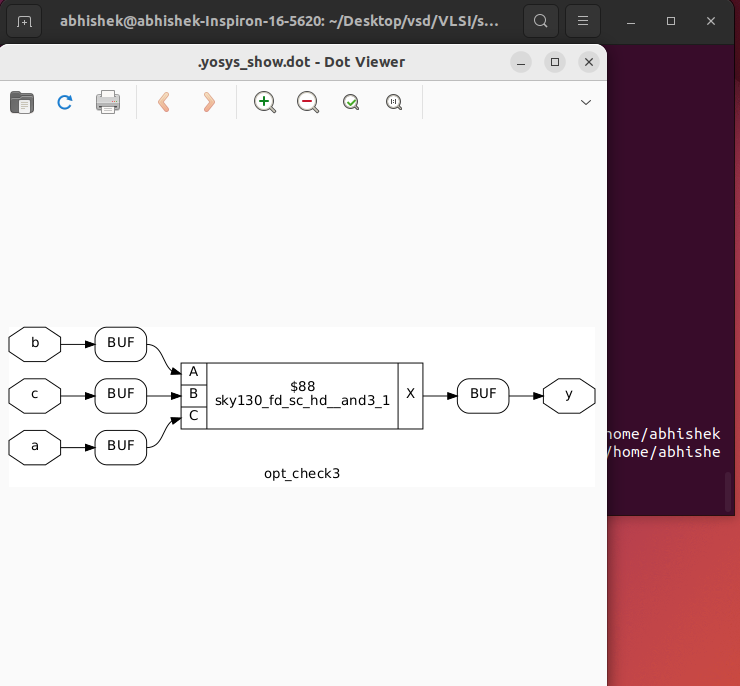 abhishek@abhishek-Inspiron-16-5620: ~/Desktop/vsd/VLSI/s...
.yosys_show.dot - Dot Viewer
b
BUF
c
BUF
a
BUF
A
B
C
$88
sky130_fd_sc_hd__and3_1
X
BUF
y
opt_check3
home/abhishek
/home/abhishe